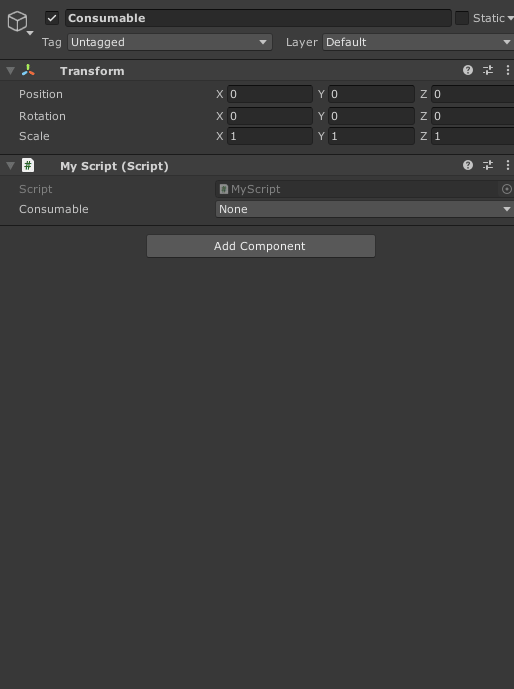 Consumable Static
Tag Untagged Layer Default
Transform
Position X 0 Y 0 Z 0
Rotation X 0 Y 0 Z 0
Scale X 1 Y 1 Z 1
# My Script (Script)
Script # MyScript
Consumable None
Add Component